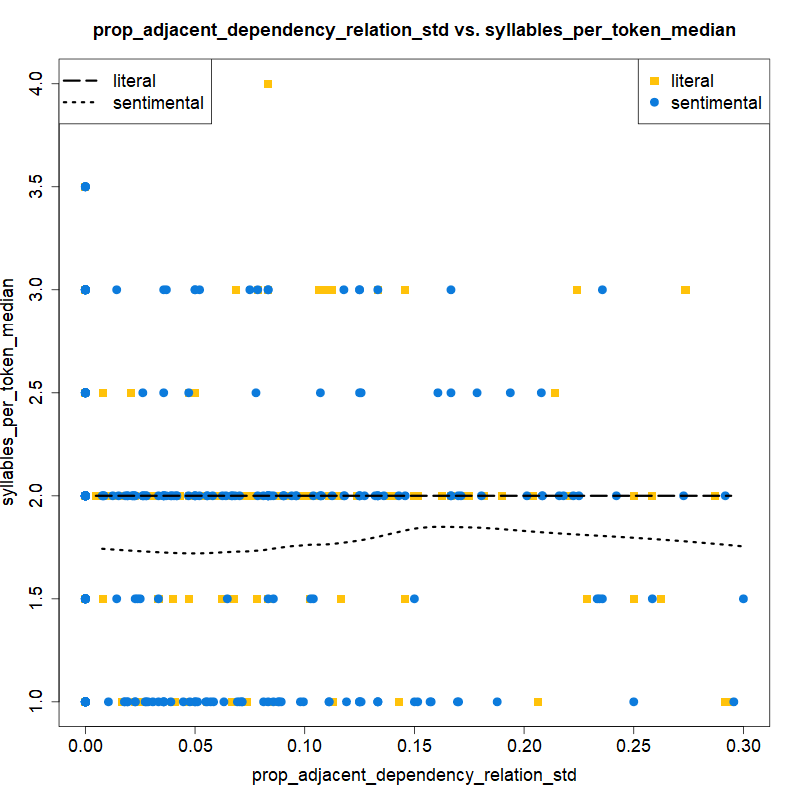 prop_adjacent_dependency_relation_std vs. syllables_per_token_median
literal
sentimental
literal
sentimental
syllables_per_token_median
4.0
3.5
3.0
2.5
2.0
1.5
1.0
0.00 0.05 0.10 0.15 0.20 0.25 0.30
prop_adjacent_dependency_relation_std